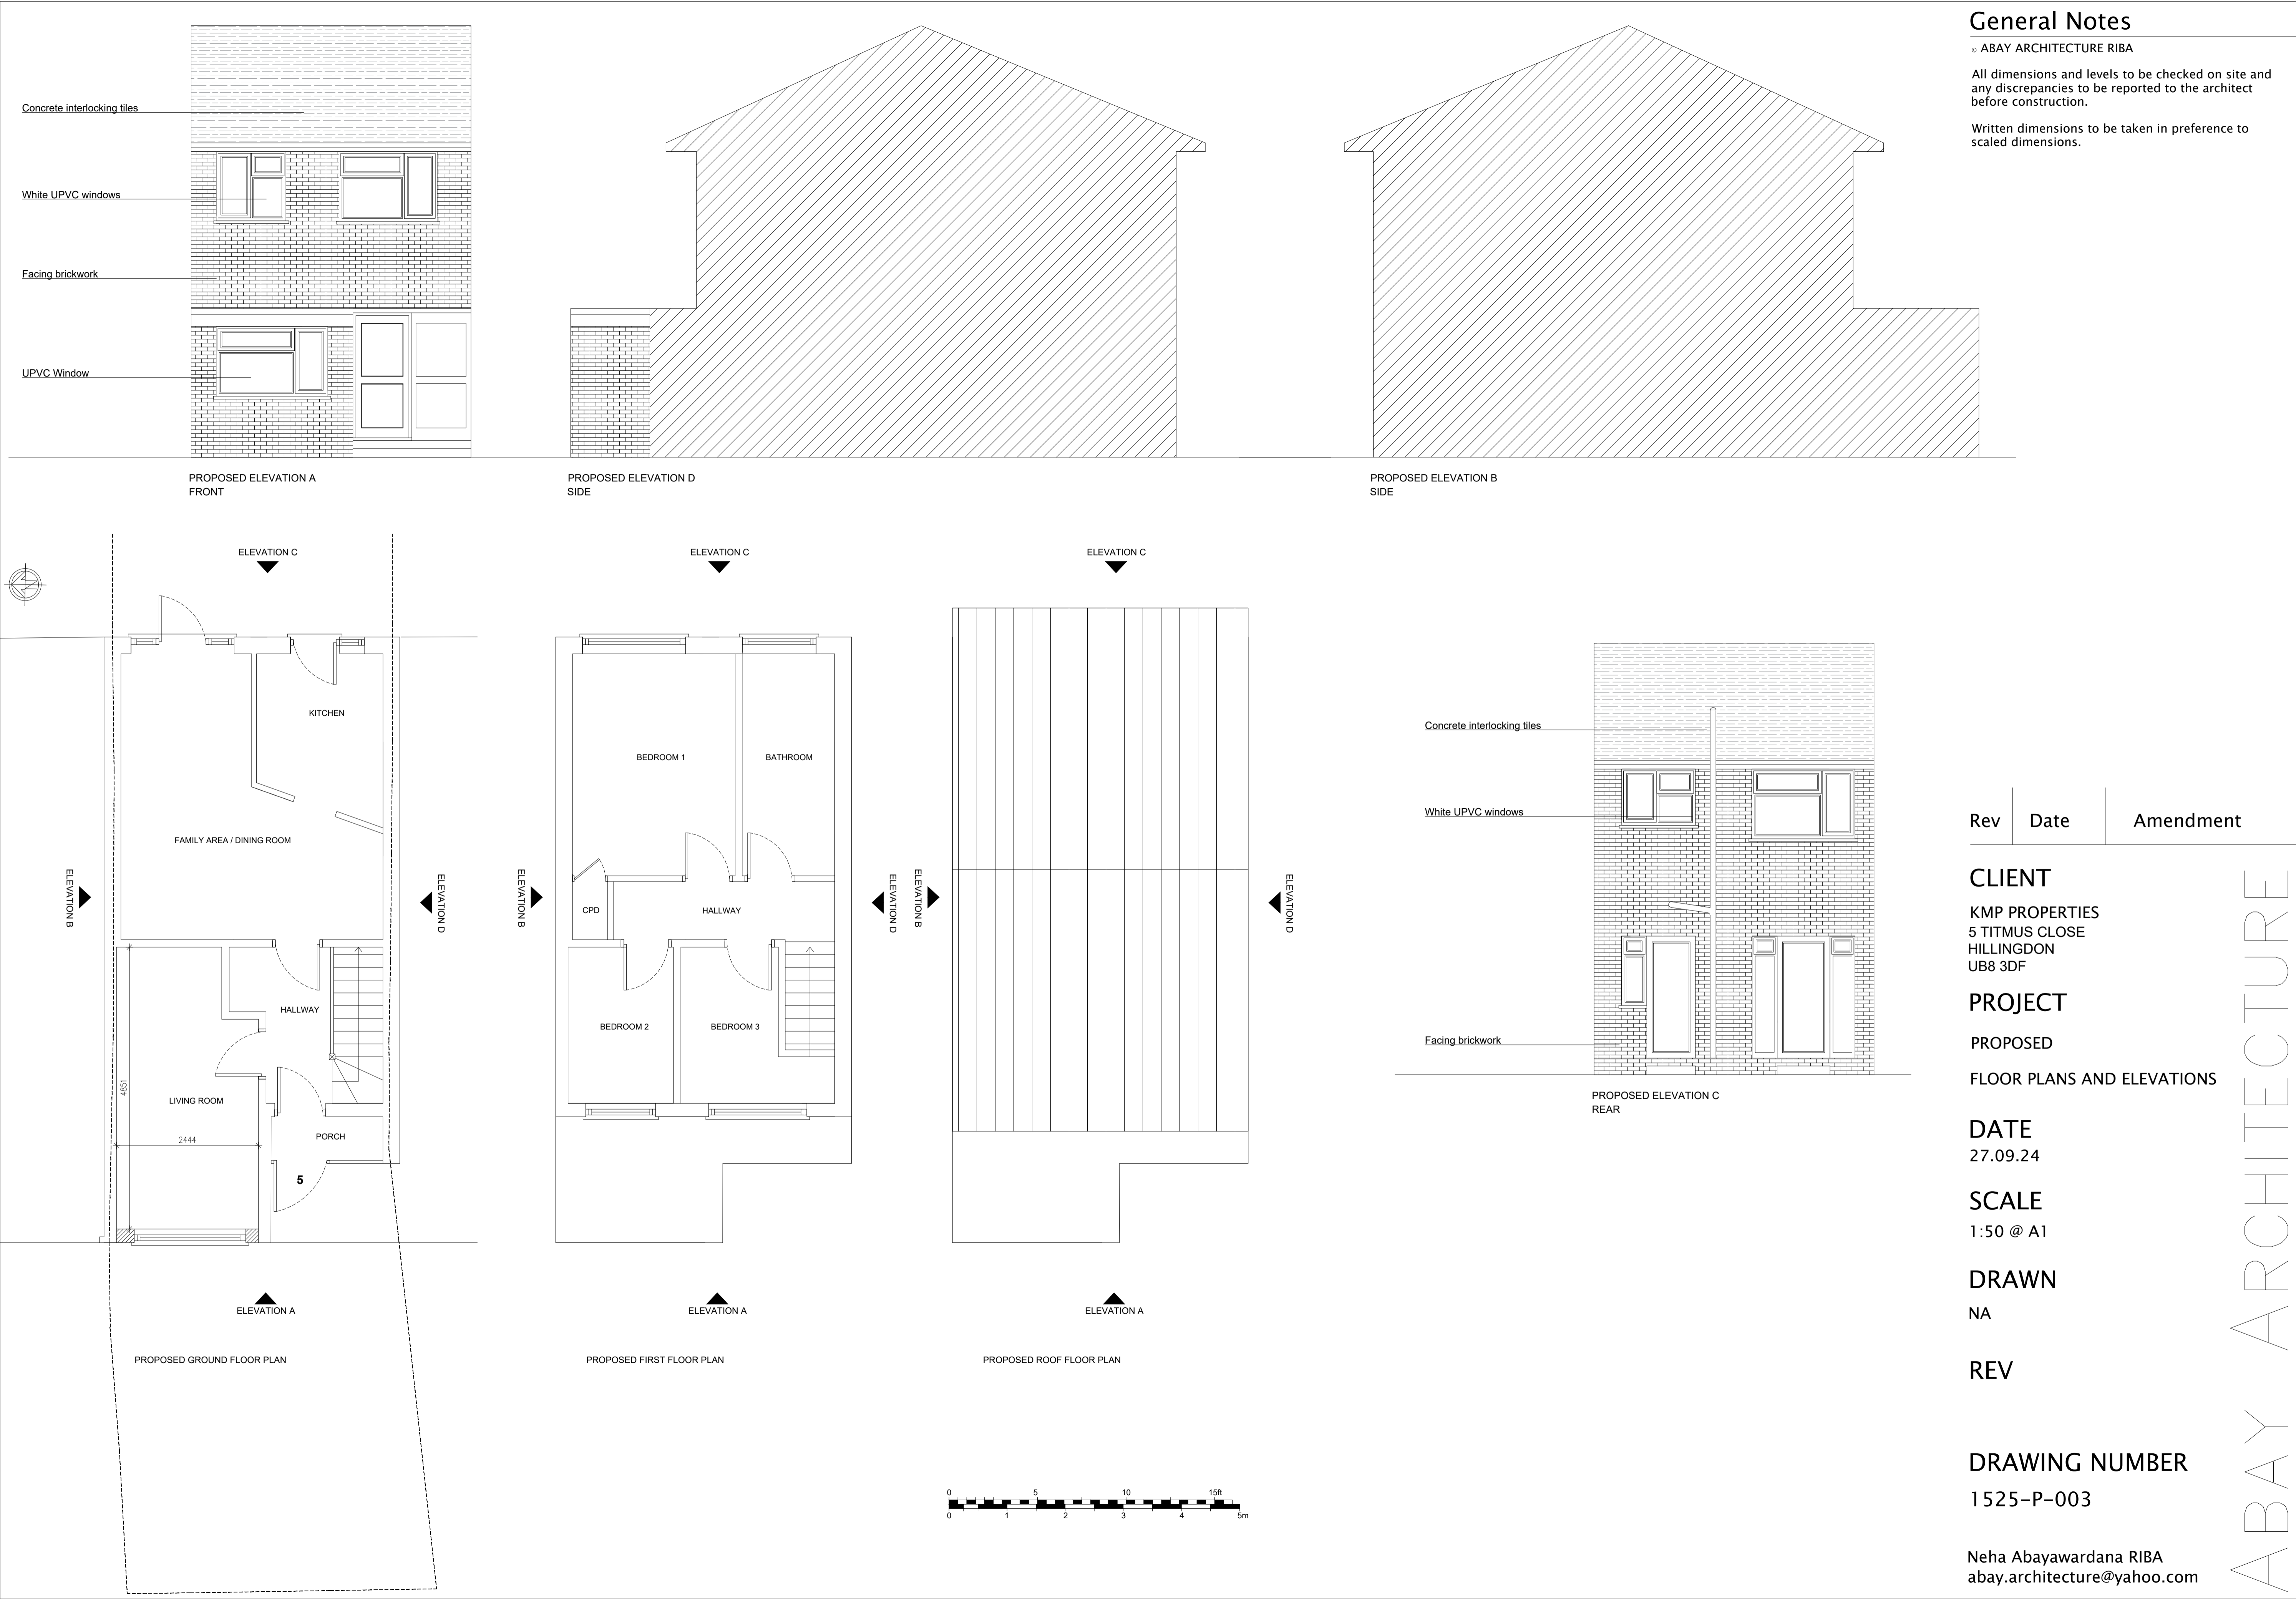 General Notes
© ABAY ARCHITECTURE RIBA
All dimensions and levels to be checked on site and
any discrepancies to be reported to the architect
before construction.
Written dimensions to be taken in preference to
scaled dimensions.
Concrete interlocking tiles
White UPVC windows
Facing brickwork
UPVC Window
PROPOSED ELEVATION A
FRONT
PROPOSED ELEVATION D
SIDE
PROPOSED ELEVATION B
SIDE
ELEVATION C
KITCHEN
FAMILY AREA / DINING ROOM
ELEVATION B
ELEVATION D
HALLWAY
4851
LIVING ROOM
2444
PORCH
5
ELEVATION A
PROPOSED GROUND FLOOR PLAN
ELEVATION C
BEDROOM 1
BATHROOM
ELEVATION B
ELEVATION D
CPD
HALLWAY
BEDROOM 2
BEDROOM 3
ELEVATION A
PROPOSED FIRST FLOOR PLAN
ELEVATION C
ELEVATION B
ELEVATION D
ELEVATION A
PROPOSED ROOF FLOOR PLAN
0 5 10 15ft
0 1 2 3 4 5m
Concrete interlocking tiles
White UPVC windows
Facing brickwork
PROPOSED ELEVATION C
REAR
Rev Date Amendment
CLIENT
KMP PROPERTIES
5 TITMUS CLOSE
HILLINGDON
UB8 3DF
PROJECT
PROPOSED
FLOOR PLANS AND ELEVATIONS
DATE
27.09.24
SCALE
1:50 @ A1
DRAWN
NA
REV
DRAWING NUMBER
1525-P-003
Neha Abayawardana RIBA
abay.architecture@yahoo.com
ABAY ARCHITECTURE